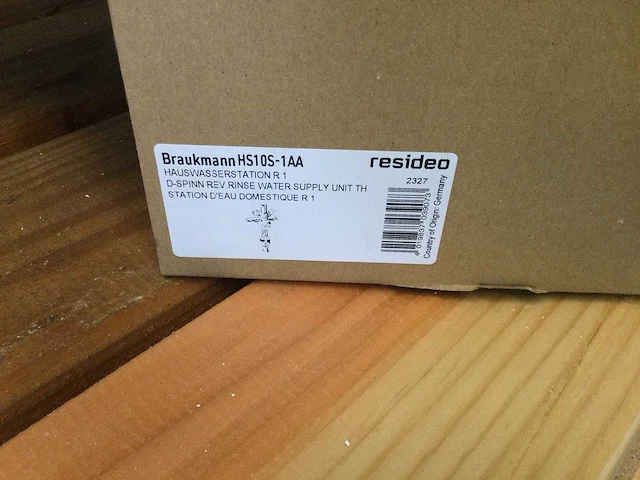 Braukmann HS10S-1AA
resideo
HAUSWASSERSTATION R 1
D-SPINN REV.RINSE WATER SUPPLY UNIT TH
STATION D'EAU DOMESTIQUE R 1
2327
Country of Origin: Germany